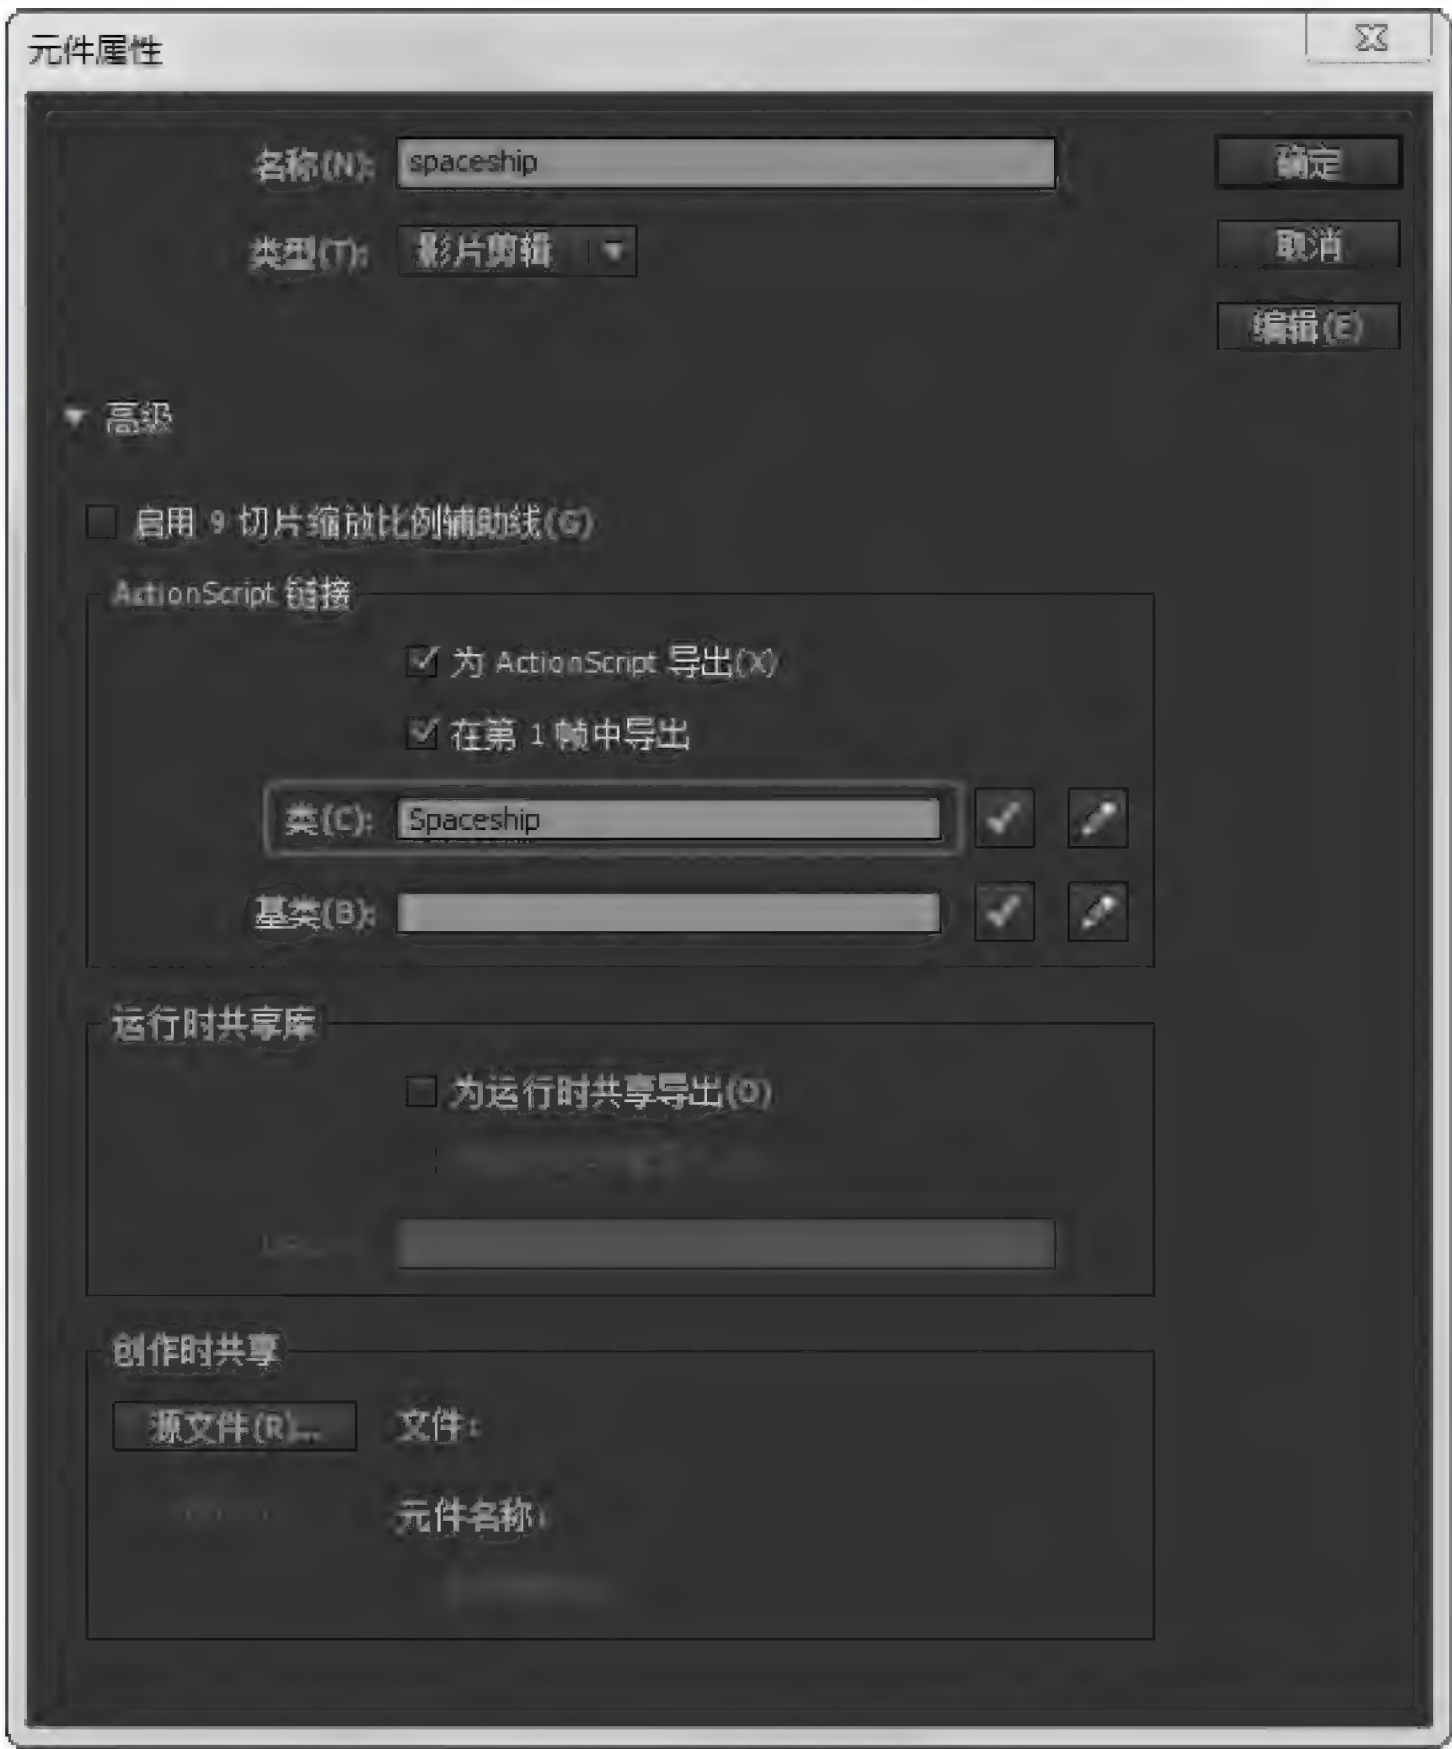 元件属性
名称(N): spaceship 确定
类型(T): 影片剪辑 取消
编辑(E)
高级
启用 9 切片缩放比例辅助线(G)
ActionScript 链接
为 ActionScript 导出(X)
在第 1 帧中导出
类(C): Spaceship
基类(B):
运行时共享库
为运行时共享导出(O)
创作时共享
源文件(R)... 文件:
元件名称: